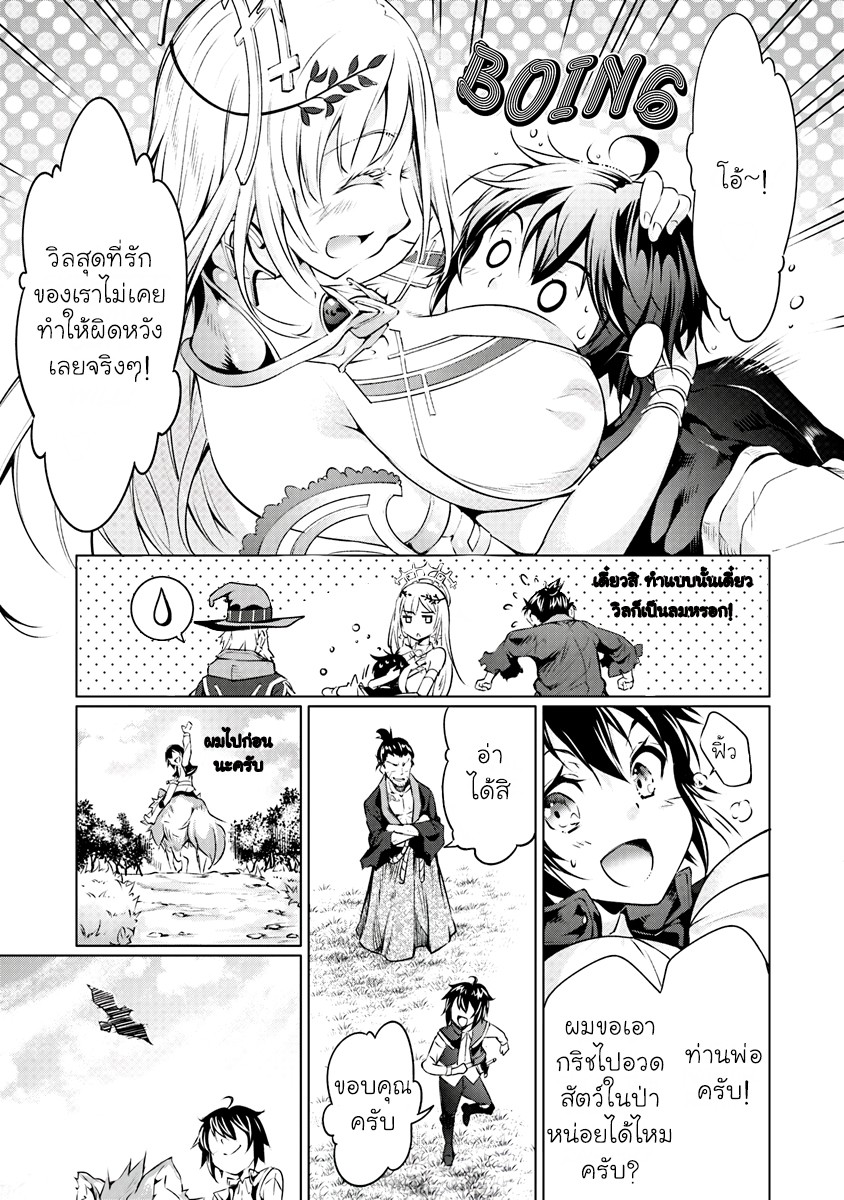 BOING
โอ้~!
วิลสุดที่รัก
ของเราไม่เคย
ทำให้ผิดหวัง
เลยจริงๆ!
เดี๋ยวสิ ทำแบบนั้นเดี๋ยว
วิลก็เป็นลมหรอก!
ฟิ้ว
ท่านพ่อ
ครับ!
ผมขอเอา
กริชไปอวด
สัตว์ในป่า
หน่อยได้ไหม
ครับ?
อ่า
ได้สิ
ขอบคุณ
ครับ
ผมไปก่อน
นะครับ